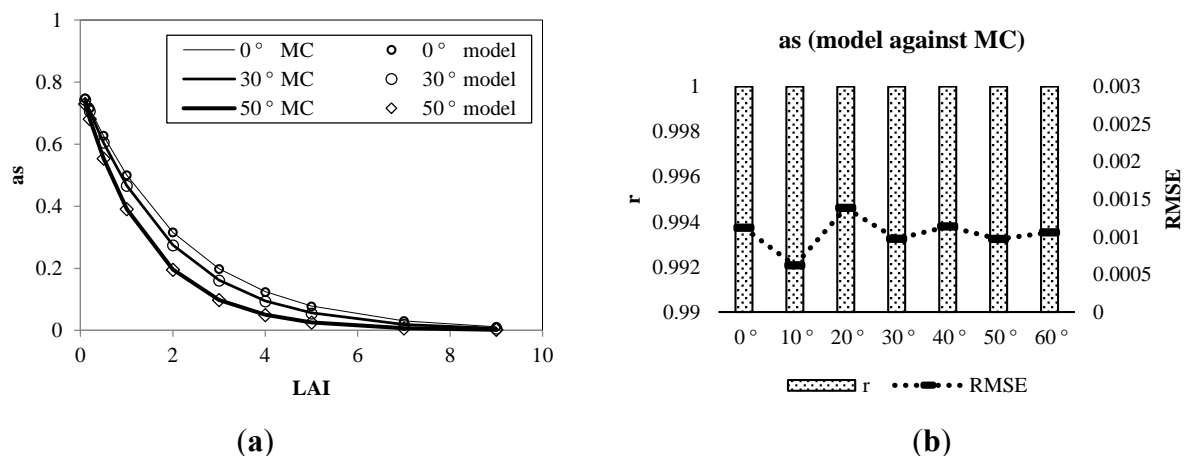 1
0.8
0.6
0.4
0.2
0
as
0 ° MC 0 ° model
30 ° MC 30 ° model
50 ° MC 50 ° model
0 2 4 6 8 10
LAI
(a)
as (model against MC)
1
0.998
0.996
0.994
0.992
0.99
r
0.003
0.0025
0.002
0.0015
0.001
0.0005
0
RMSE
0 ° 10 ° 20 ° 30 ° 40 ° 50 ° 60 °
r RMSE
(b)